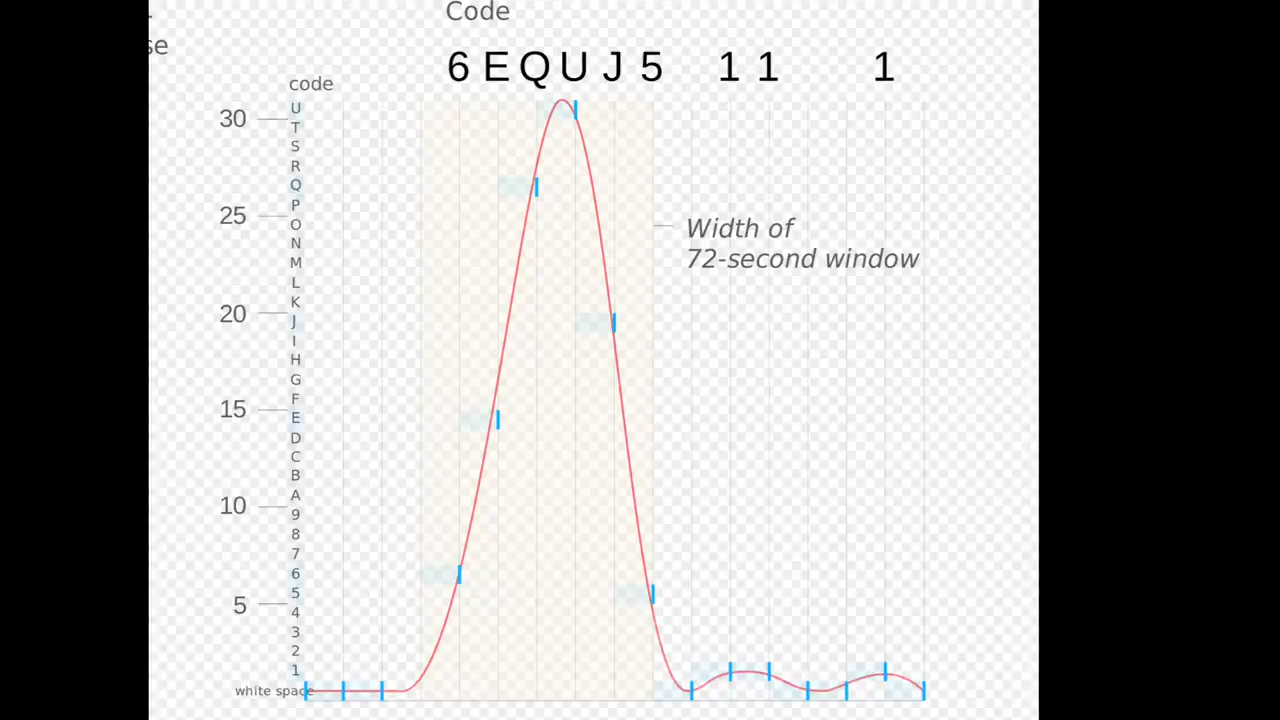 Code
se
6 E Q U J 5 1 1 1
code
U
30
T
S
R
Q
P
25
O
N
M
L
K
20
J
I
H
G
F
15
E
D
C
B
A
10
9
8
7
6
5
5
4
3
2
1
white space
Width of
72-second window